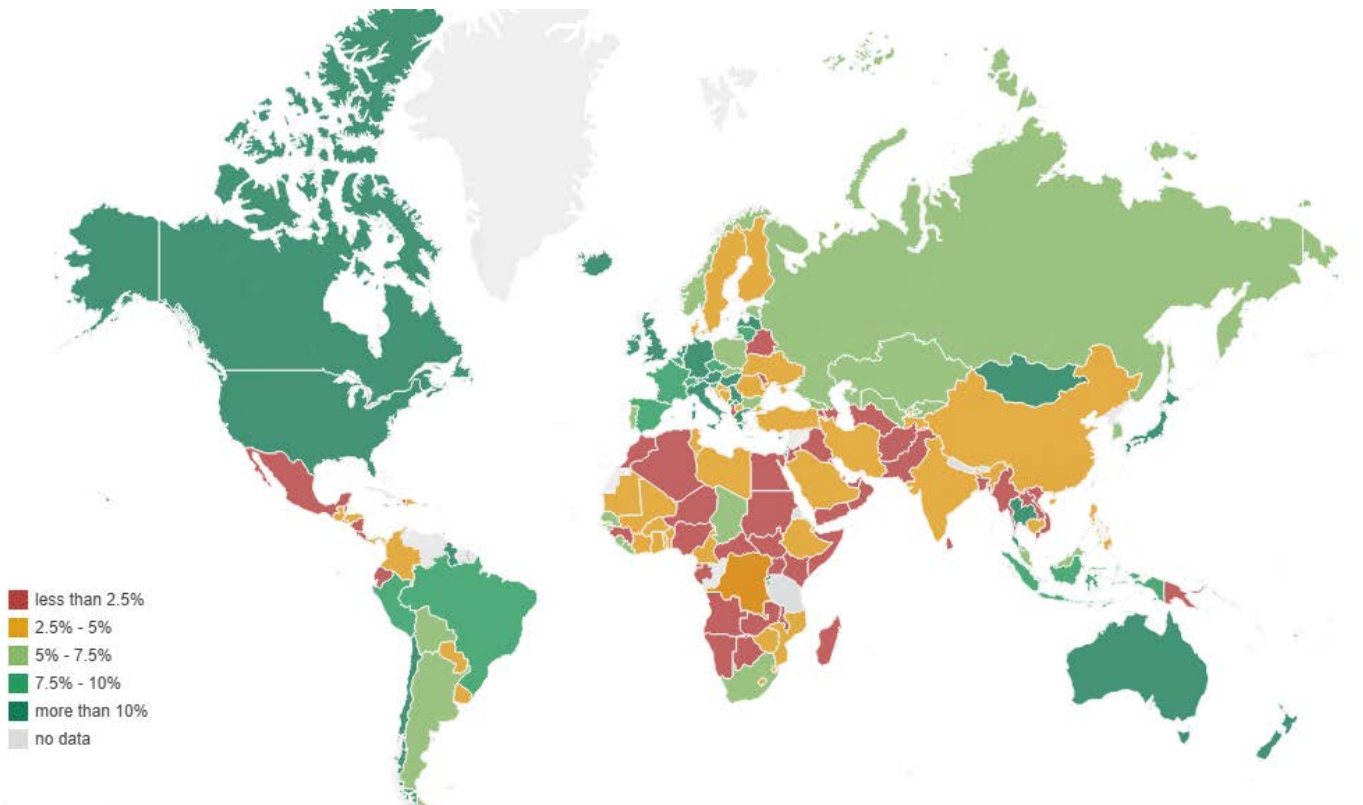 less than 2.5%
2.5% - 5%
5% - 7.5%
7.5% - 10%
more than 10%
no data